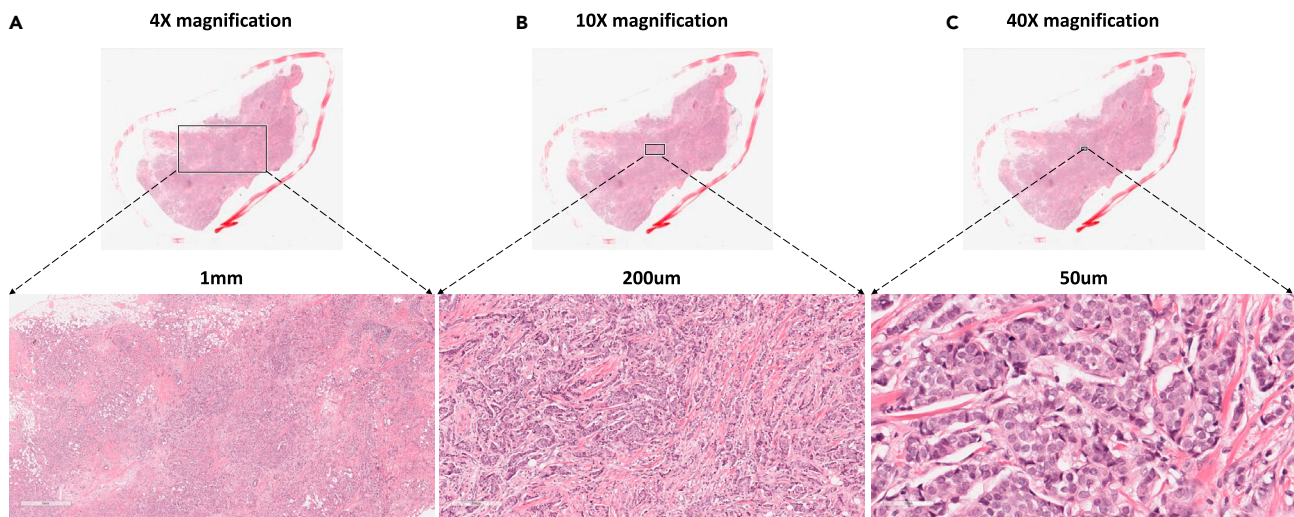 A 4X magnification
B 10X magnification
C 40X magnification
1mm
200um
50um